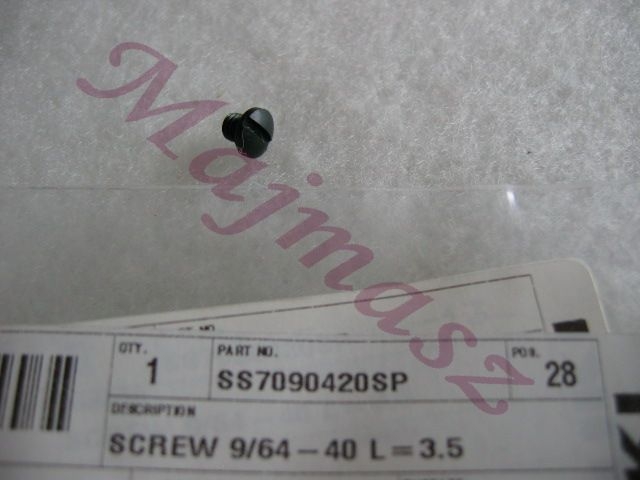 Majmasz
QTY. PART NO. POS.
1 SS7090420SP 28
DESCRIPTION
SCREW 9/64-40 L=3.5